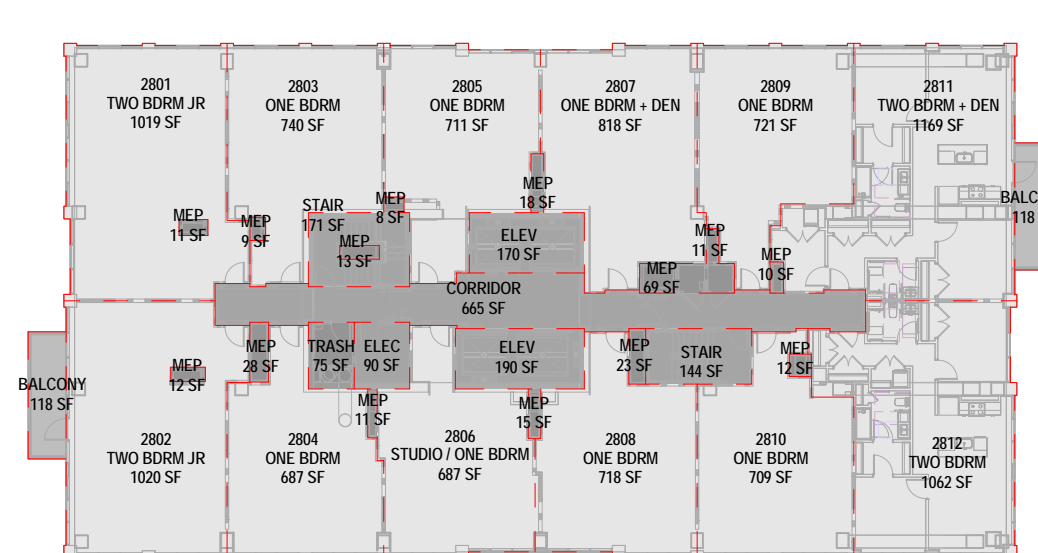 2801
TWO BDRM JR
1019 SF
2803
ONE BDRM
740 SF
2805
ONE BDRM
711 SF
2807
ONE BDRM + DEN
818 SF
2809
ONE BDRM
721 SF
2811
TWO BDRM + DEN
1169 SF
BALC
118
MEP
11 SF
MEP
9 SF
STAIR
171 SF
MEP
8 SF
MEP
13 SF
MEP
18 SF
ELEV
170 SF
MEP
11 SF
MEP
69 SF
MEP
10 SF
CORRIDOR
665 SF
BALCONY
118 SF
MEP
12 SF
MEP
28 SF
TRASH
75 SF
ELEC
90 SF
MEP
11 SF
ELEV
190 SF
MEP
15 SF
MEP
23 SF
STAIR
144 SF
MEP
12 SF
2802
TWO BDRM JR
1020 SF
2804
ONE BDRM
687 SF
2806
STUDIO / ONE BDRM
687 SF
2808
ONE BDRM
718 SF
2810
ONE BDRM
709 SF
2812
TWO BDRM
1062 SF